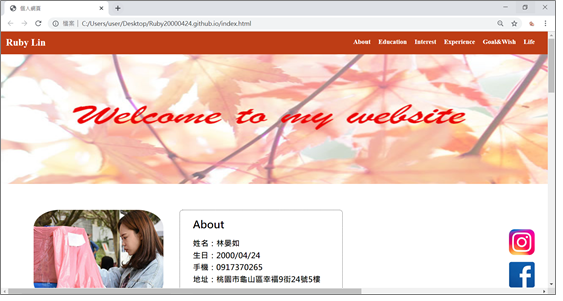 個人網頁
檔案 | C:/Users/user/Desktop/Ruby20000424.github.io/index.html
Ruby Lin
About Education Interest Experience Goal&Wish Life
Welcome to my website
About
姓名：林晏如
生日：2000/04/24
手機：0917370265
地址：桃園市龜山區幸福9街24號5樓